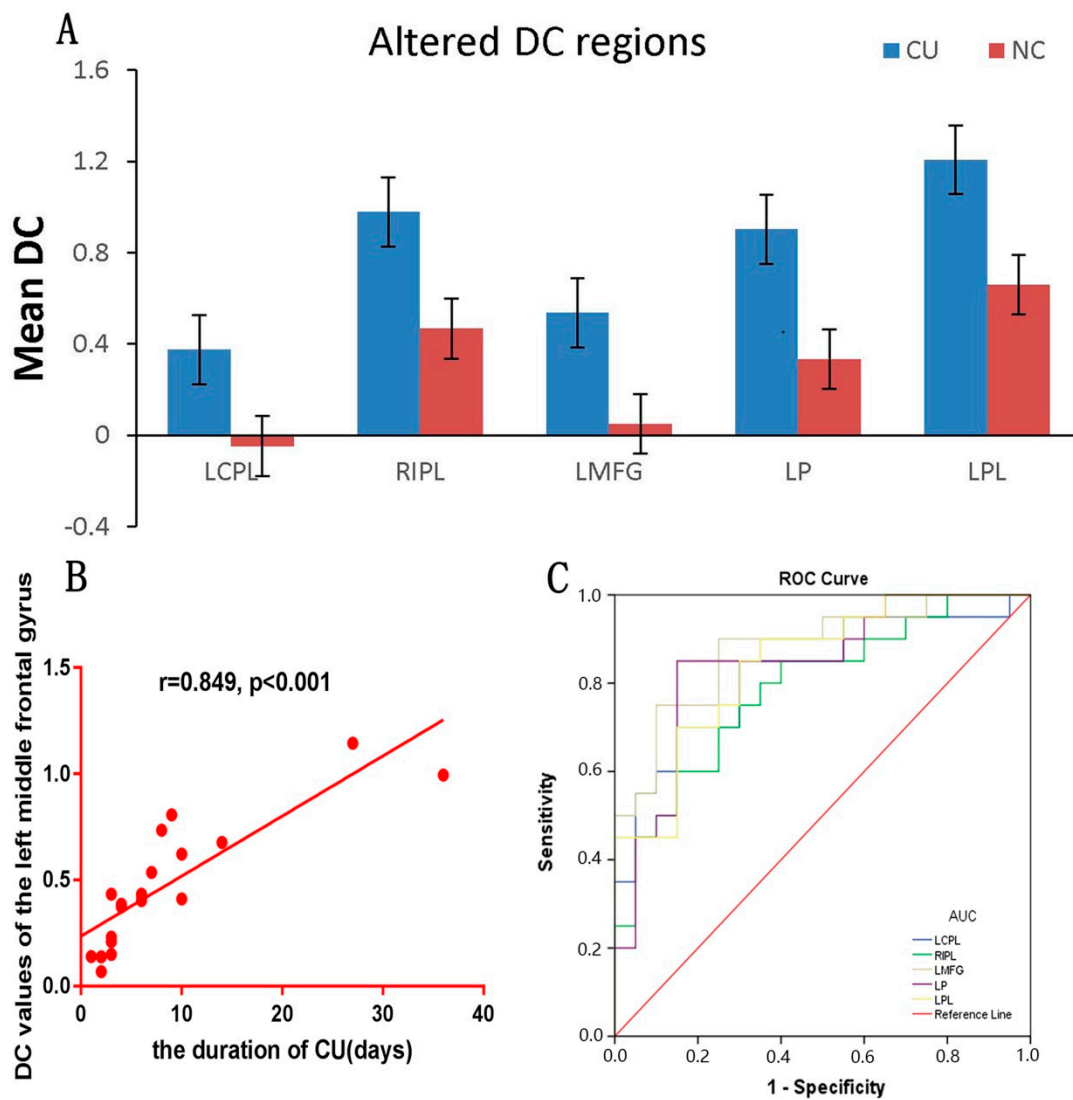 A
Altered DC regions
CU
NC
Mean DC
1.6
1.2
0.8
0.4
0
-0.4
LCPL
RIPL
LMFG
LP
LPL
B
DC values of the left middle frontal gyrus
r=0.849, p<0.001
1.5
1.0
0.5
0.0
0
10
20
30
40
the duration of CU(days)
C
ROC Curve
Sensitivity
1.0
0.8
0.6
0.4
0.2
0.0
AUC
LCPL
RIPL
LMFG
LP
LPL
Reference Line
0.0
0.2
0.4
0.6
0.8
1.0
1 - Specificity